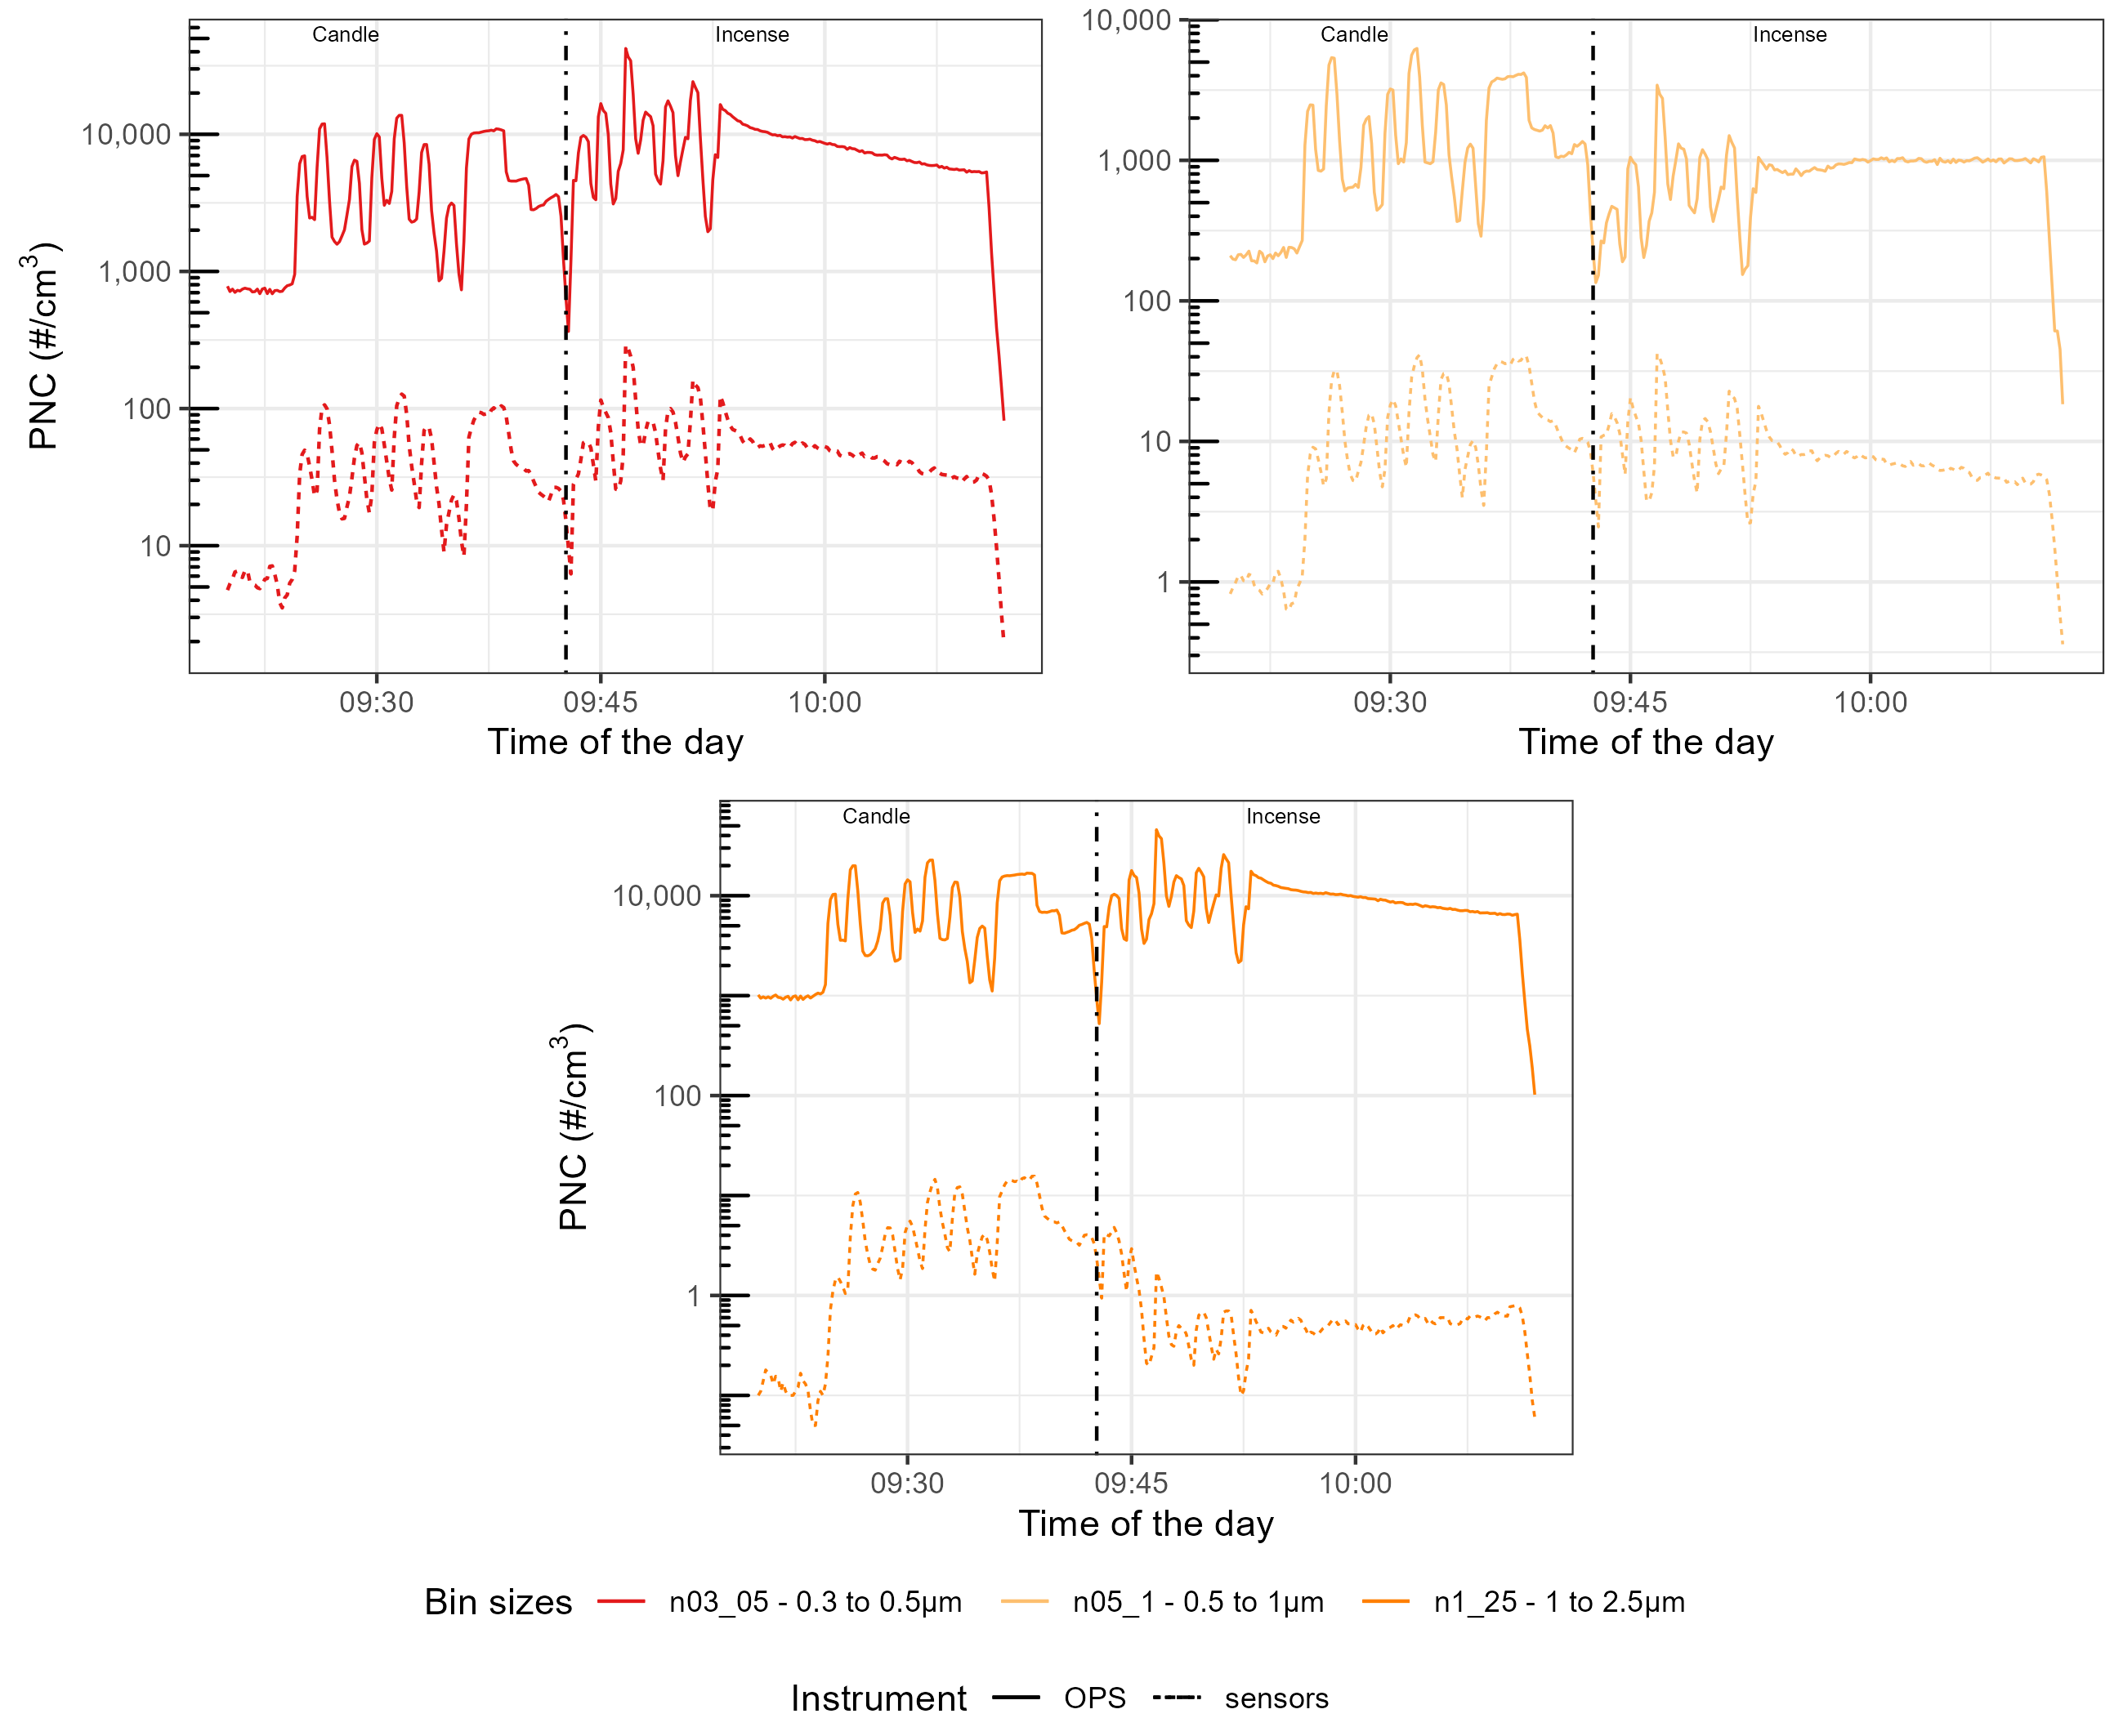 Candle Incense
10,000
1,000
100
10
PNC (#/cm³)
09:30 09:45 10:00
Time of the day
Candle Incense
10,000
1,000
100
10
1
09:30 09:45 10:00
Time of the day
Candle Incense
10,000
100
1
PNC (#/cm³)
09:30 09:45 10:00
Time of the day
Bin sizes n03_05 - 0.3 to 0.5µm n05_1 - 0.5 to 1µm n1_25 - 1 to 2.5µm
Instrument OPS sensors